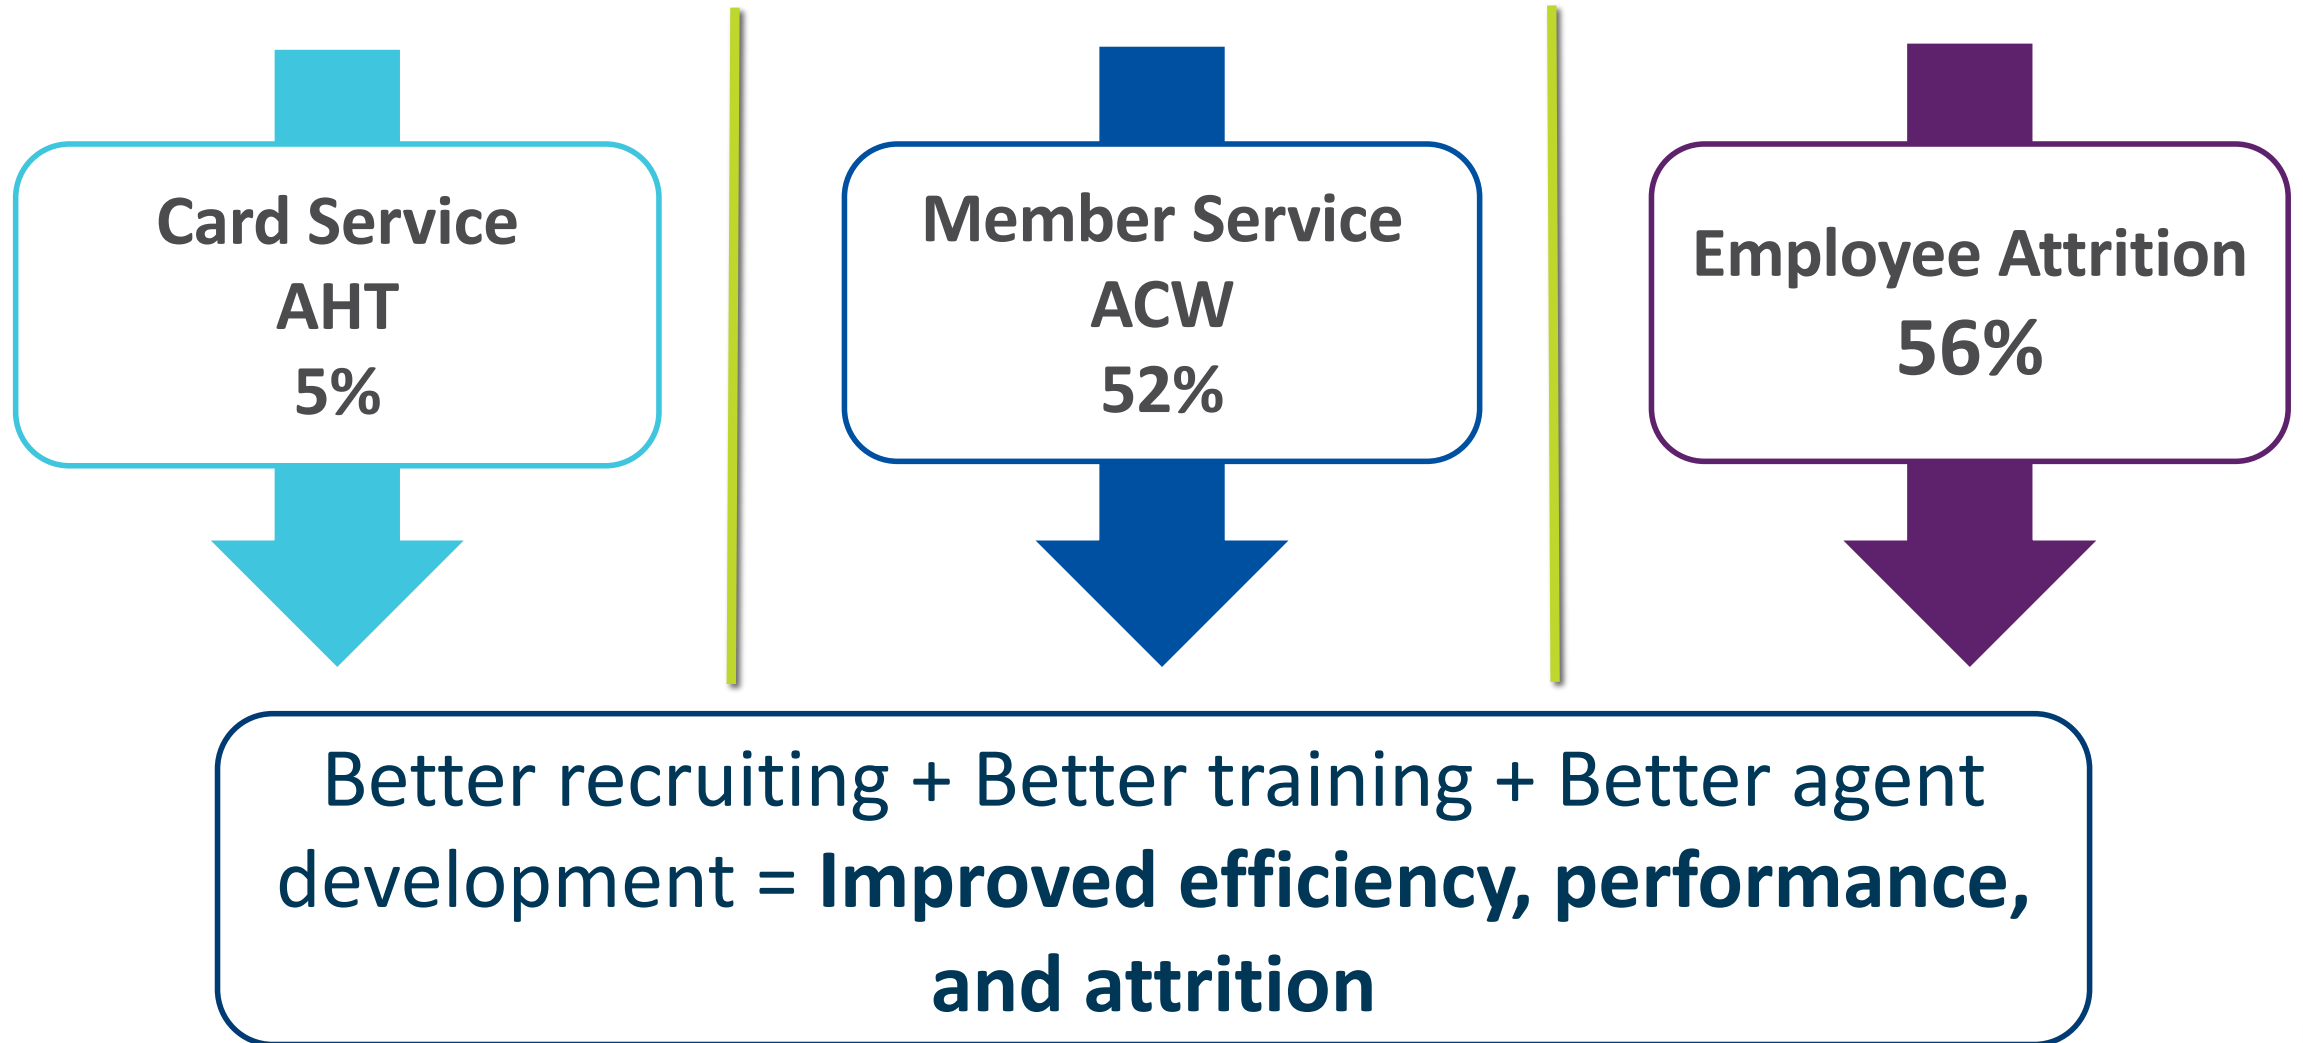 Card Service
AHT
5%
Member Service
ACW
52%
Employee Attrition
56%
Better recruiting + Better training + Better agent
development = Improved efficiency, performance,
and attrition